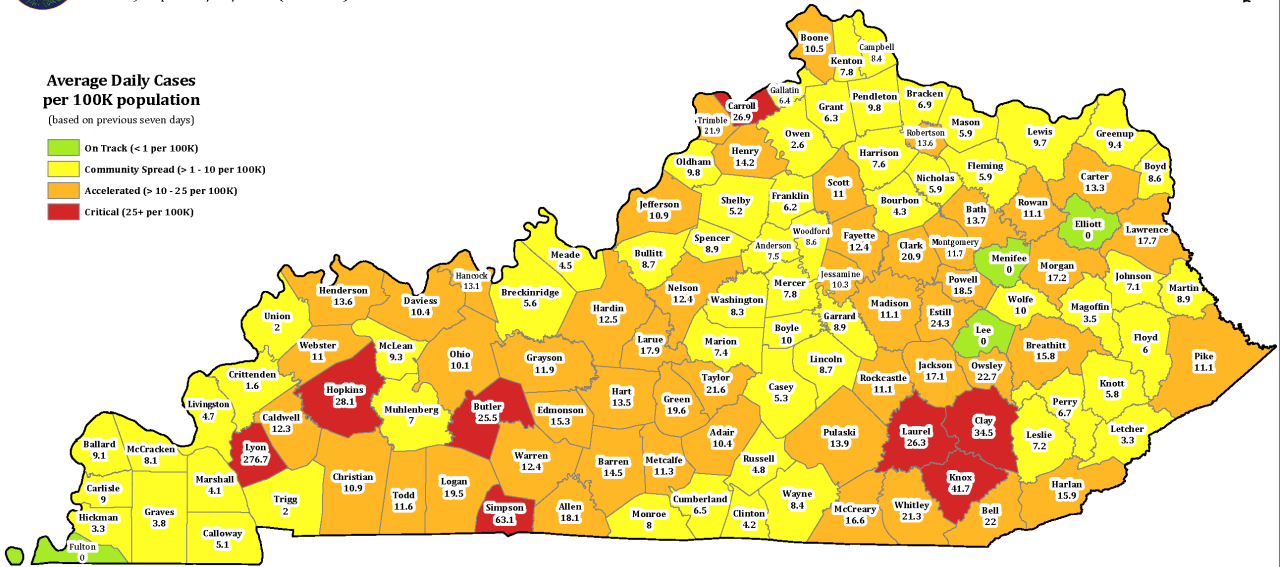 Average Daily Cases
per 100K population
(based on previous seven days)
On Track (< 1 per 100K)
Community Spread (> 1 - 10 per 100K)
Accelerated (> 10 - 25 per 100K)
Critical (25+ per 100K)
Boone
10.5
Kenton
7.8
Campbell
8.4
Gallatin
6.4
Carroll
26.9
Trimble
21.9
Grant
6.3
Pendleton
9.8
Bracken
6.9
Mason
5.9
Robertson
13.6
Lewis
9.7
Greenup
9.4
Owen
2.6
Henry
14.2
Oldham
9.8
Harrison
7.6
Fleming
5.9
Nicholas
5.9
Boyd
8.6
Carter
13.3
Scott
11
Franklin
6.2
Shelby
5.2
Jefferson
10.9
Bourbon
4.3
Bath
13.7
Rowan
11.1
Elliott
0
Lawrence
17.7
Woodford
8.6
Fayette
12.4
Clark
20.9
Montgomery
11.7
Menifee
0
Morgan
17.2
Johnson
7.1
Martin
8.9
Meade
4.5
Bullitt
8.7
Spencer
8.9
Anderson
7.5
Jessamine
10.3
Powell
18.5
Wolfe
10
Magoffin
3.5
Hancock
13.1
Henderson
13.6
Daviess
10.4
Breckinridge
5.6
Hardin
12.5
Nelson
12.4
Washington
8.3
Mercer
7.8
Garrard
8.9
Madison
11.1
Estill
24.3
Lee
0
Breathitt
15.8
Floyd
6
Pike
11.1
Union
2
Webster
11
McLean
9.3
Ohio
10.1
Grayson
11.9
Larue
17.9
Marion
7.4
Boyle
10
Lincoln
8.7
Rockcastle
11.1
Jackson
17.1
Owsley
22.7
Knott
5.8
Perry
6.7
Letcher
3.3
Crittenden
1.6
Livingston
4.7
Hopkins
28.1
Caldwell
12.3
Muhlenberg
7
Butler
25.5
Edmonson
15.3
Hart
13.5
Green
19.6
Taylor
21.6
Casey
5.3
Adair
10.4
Pulaski
13.9
Laurel
26.3
Clay
34.5
Leslie
7.2
Harlan
15.9
Ballard
9.1
McCracken
8.1
Lyon
276.7
Marshall
4.1
Trigg
2
Christian
10.9
Todd
11.6
Logan
19.5
Warren
12.4
Barren
14.5
Metcalfe
11.3
Russell
4.8
Knox
41.7
Carlisle
9
Hickman
3.3
Graves
3.8
Calloway
5.1
Fulton
0
Simpson
63.1
Allen
18.1
Monroe
8
Cumberland
6.5
Clinton
4.2
Wayne
8.4
McCreary
16.6
Whitley
21.3
Bell
22